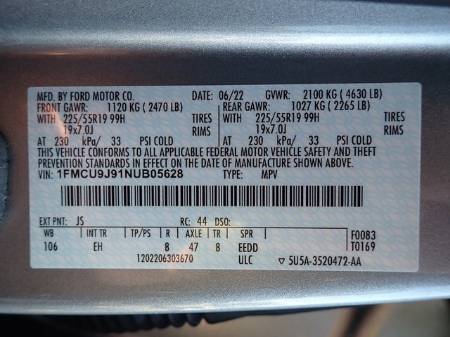 MFD. BY FORD MOTOR CO. DATE: 06/22 GVWR: 2100 KG ( 4630 LB)
FRONT GAWR: 1120 KG ( 2470 LB) REAR GAWR: 1027 KG ( 2265 LB)
WITH 225/55R19 99H TIRES WITH 225/55R19 99H TIRES
19x7.0J RIMS 19x7.0J RIMS
AT 230 kPa/ 33 PSI COLD AT 230 kPa/ 33 PSI COLD
THIS VEHICLE CONFORMS TO ALL APPLICABLE FEDERAL MOTOR VEHICLE SAFETY AND THEFT PREVENTION STANDARDS IN EFFECT ON THE DATE OF MANUFACTURE SHOWN ABOVE.
VIN: 1FMCU9J91NUB05628 TYPE: MPV
EXT PNT: JS RC: 44 DSO: F0083
WB INT TR TP/PS R AXLE TR SPR T0169
106 EH 8 47 8 EEDD
1202206303670 ULC 5U5A-3520472-AA